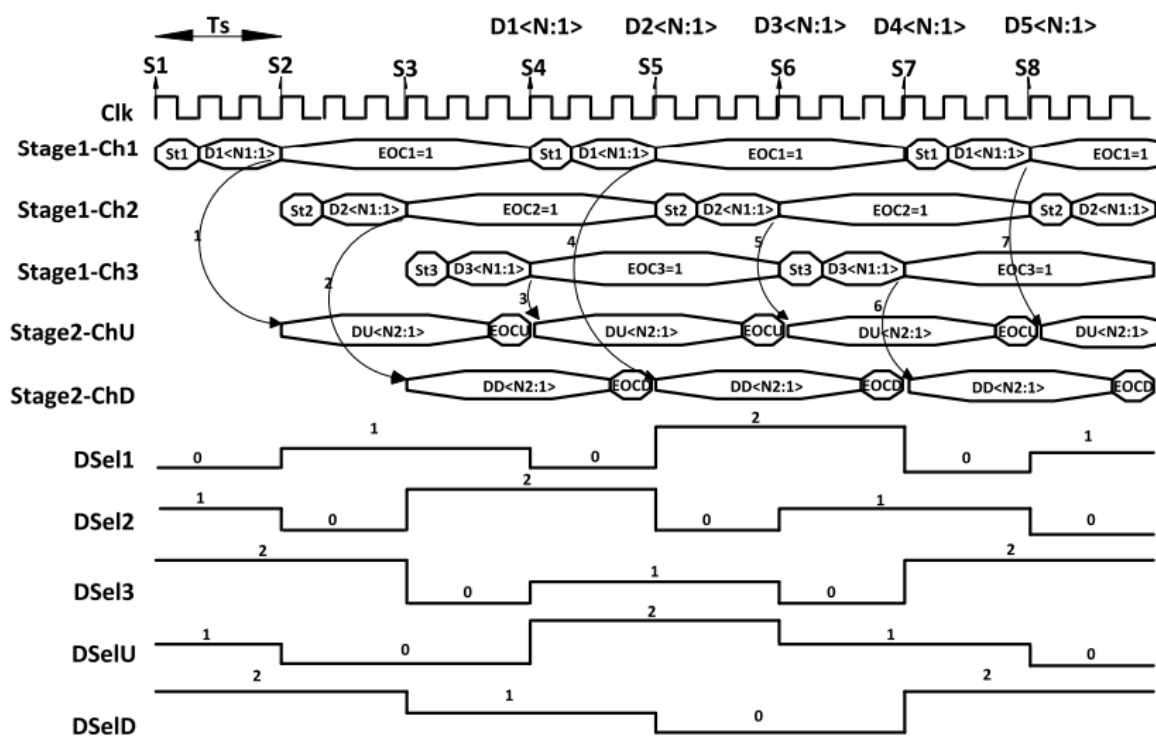 Ts D1<N:1> D2<N:1> D3<N:1> D4<N:1> D5<N:1>
S1 S2 S3 S4 S5 S6 S7 S8
Clk
Stage1-Ch1 St1 D1<N1:1> EOC1=1 St1 D1<N1:1> EOC1=1 St1 D1<N1:1> EOC1=1
Stage1-Ch2 St2 D2<N1:1> EOC2=1 St2 D2<N1:1> EOC2=1 St2 D2<N1:1>
1 4 5 7
Stage1-Ch3 St3 D3<N1:1> EOC3=1 St3 D3<N1:1> EOC3=1
2 3 6
Stage2-ChU DU<N2:1> EOCU DU<N2:1> EOCU DU<N2:1> EOCU DU<N2:1>
Stage2-ChD DD<N2:1> EOCD DD<N2:1> EOCD DD<N2:1> EOCD
DSel1 0 1 0 2 0 1
DSel2 1 0 2 0 1 0
DSel3 2 0 1 0 2
DSelU 1 0 2 1 0
DSelD 2 1 0 2